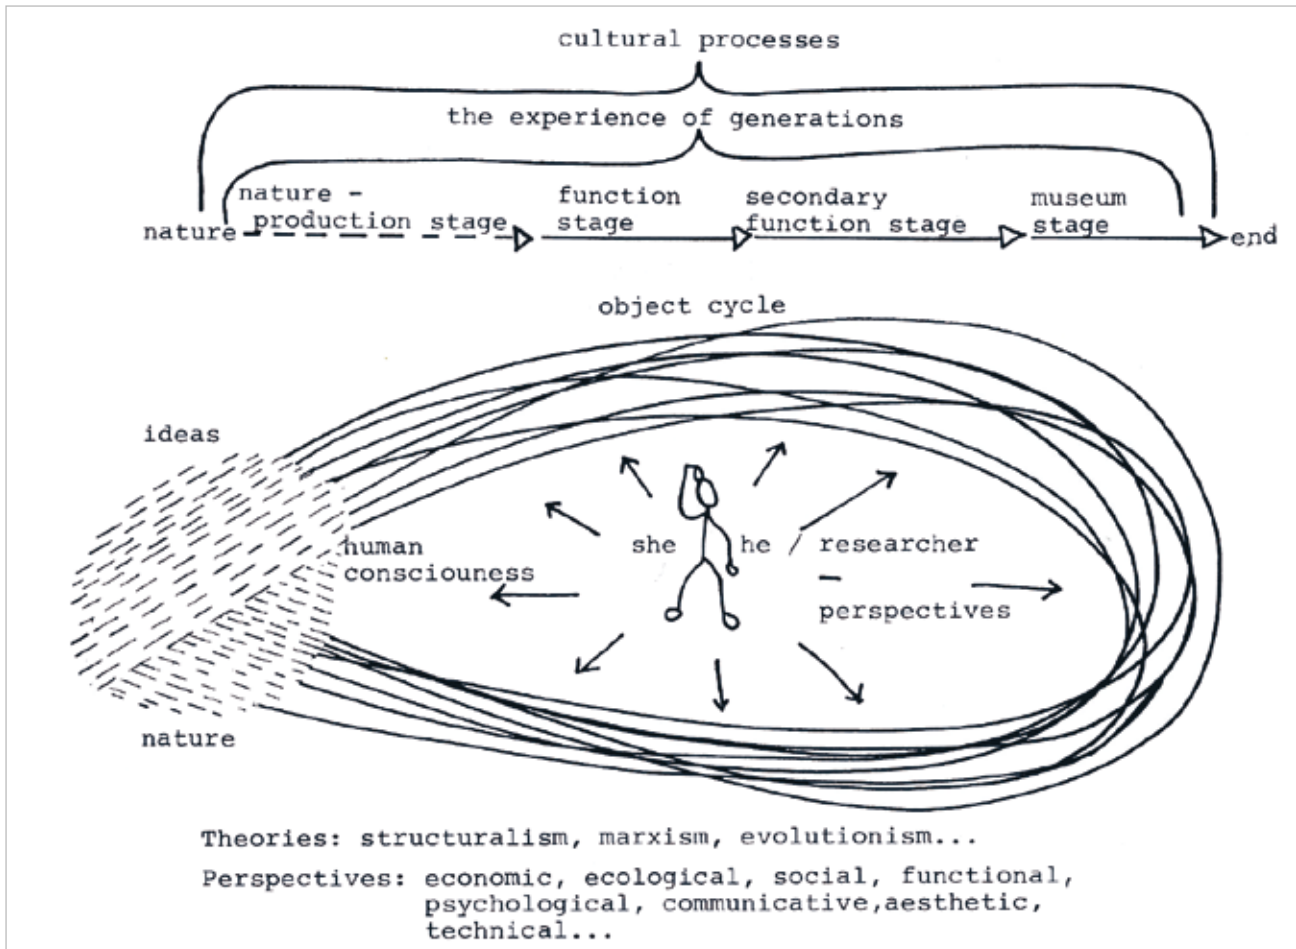 cultural processes
the experience of generations
nature -
production stage
function
stage
secondary
function stage
museum
stage
nature
end
object cycle
ideas
human
consciouness
she
he / researcher
-
perspectives
nature
Theories: structuralism, marxism, evolutionism...
Perspectives: economic, ecological, social, functional,
psychological, communicative,aesthetic,
technical...